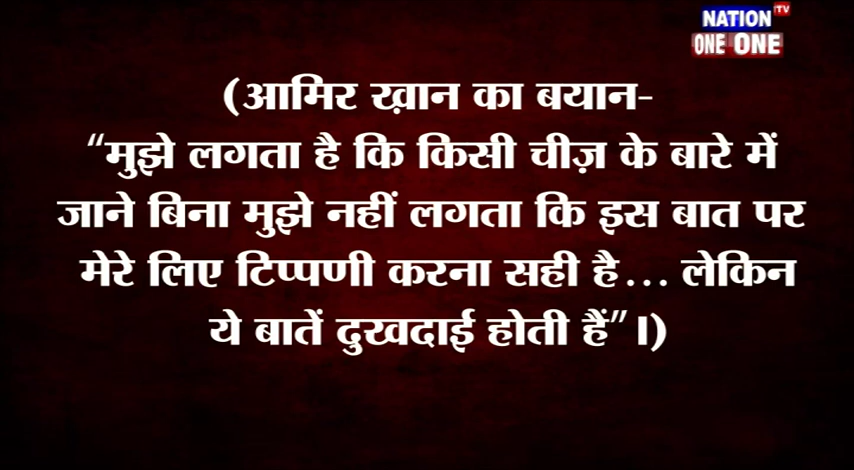 NATION TV
ONE ONE
(आमिर ख़ान का बयान-
“मुझे लगता है कि किसी चीज़ के बारे में
जाने बिना मुझे नहीं लगता कि इस बात पर
मेरे लिए टिप्पणी करना सही है... लेकिन
ये बातें दुखदाई होती हैं”।)